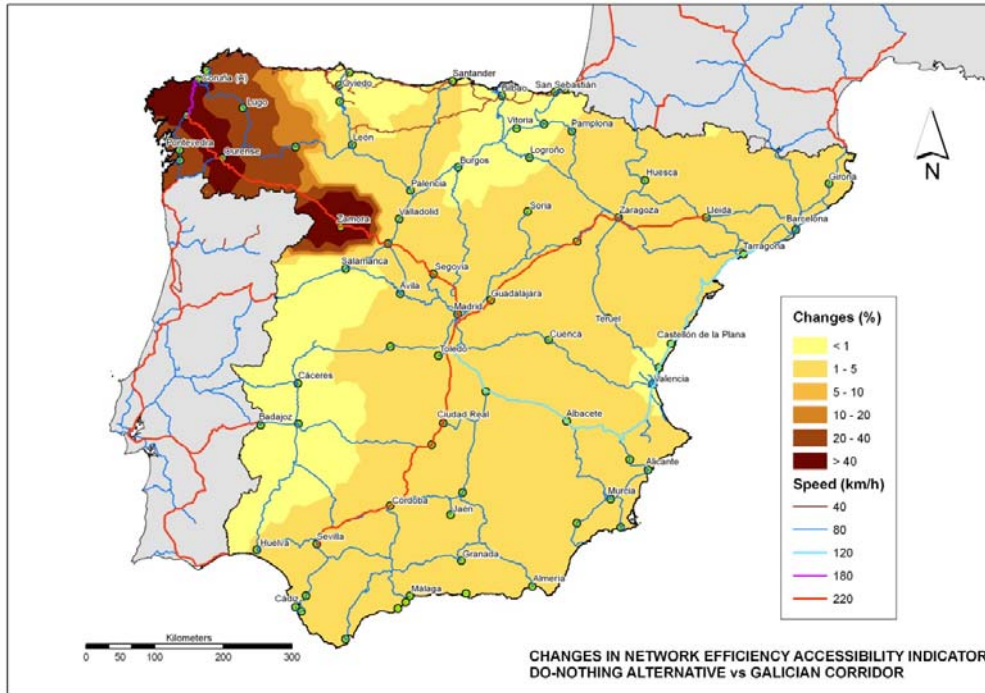 Coruña (A)
Lugo
Pontevedra
Ourense
Oviedo
Santander
Bilbao
San Sebastián
Vitoria
Pamplona
León
Logroño
Burgos
Huesca
Girona
Palencia
Zamora
Valladolid
Soria
Zaragoza
Lleida
Barcelona
Tarragona
Salamanca
Segovia
Ávila
Guadalajara
Madrid
Teruel
Cuenca
Castellón de la Plana
Toledo
Valencia
Cáceres
Badajoz
Ciudad Real
Albacete
Alicante
Murcia
Cordoba
Jaén
Huelva
Sevilla
Granada
Almería
Málaga
Cádiz
N
Changes (%)
< 1
1 - 5
5 - 10
10 - 20
20 - 40
> 40
Speed (km/h)
40
80
120
180
220
Kilometers
0 50 100 200 300
CHANGES IN NETWORK EFFICIENCY ACCESSIBILITY INDICATOR
DO-NOTHING ALTERNATIVE vs GALICIAN CORRIDOR